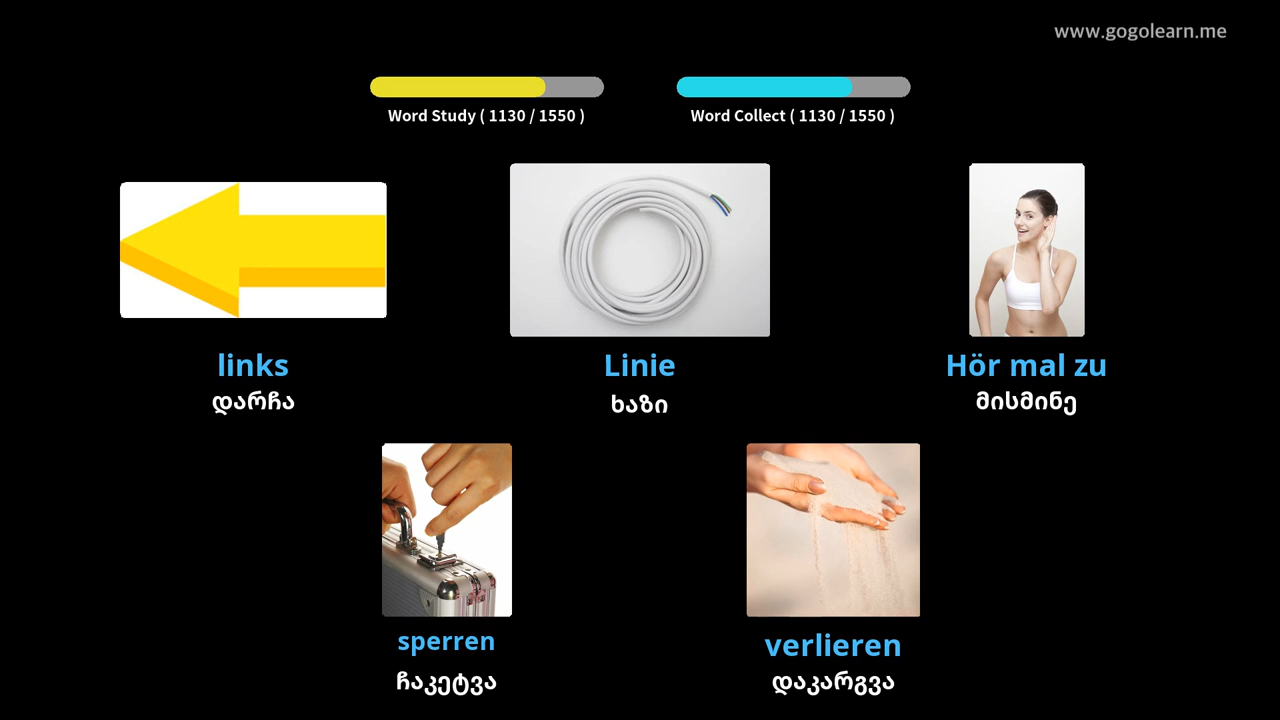 www.gogolearn.me
Word Study ( 1130 / 1550 )
Word Collect ( 1130 / 1550 )
links
დარჩა
Linie
ხაზი
Hör mal zu
მისმინე
sperren
ჩაკეტვა
verlieren
დაკარგვა